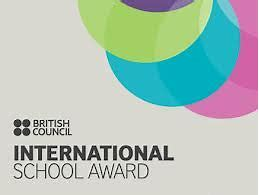 BRITISH
COUNCIL
INTERNATIONAL
SCHOOL AWARD